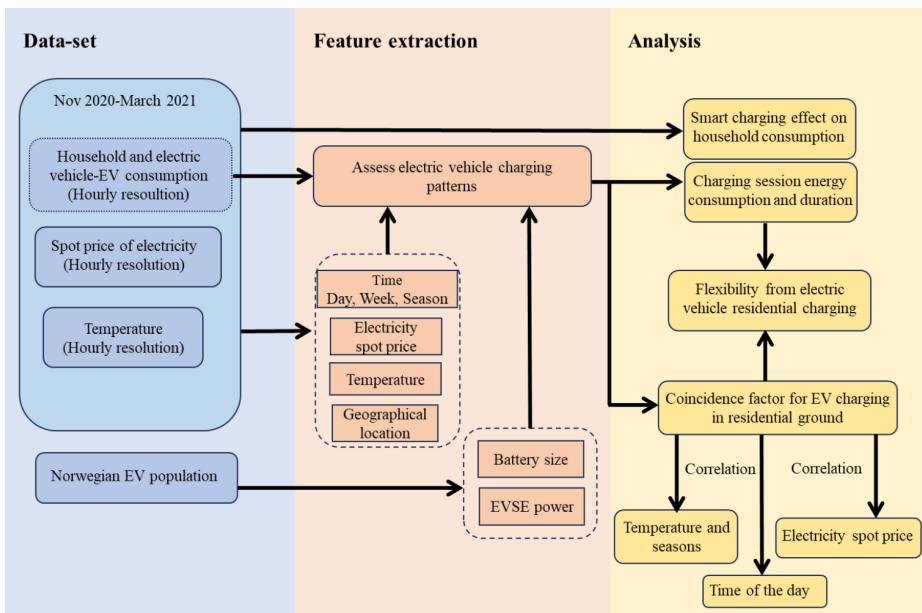 Data-set
Nov 2020-March 2021
Household and electric
vehicle-EV consumption
(Hourly resoultion)
Spot price of electricity
(Hourly resolution)
Temperature
(Hourly resolution)
Norwegian EV population
Feature extraction
Assess electric vehicle charging
patterns
Time
Day, Week, Season
Electricity
spot price
Temperature
Geographical
location
Battery size
EVSE power
Analysis
Smart charging effect on
household consumption
Charging session energy
consumption and duration
Flexibility from electric
vehicle residential charging
Coincidence factor for EV charging
in residential ground
Correlation
Correlation
Temperature and
seasons
Electricity spot price
Time of the day